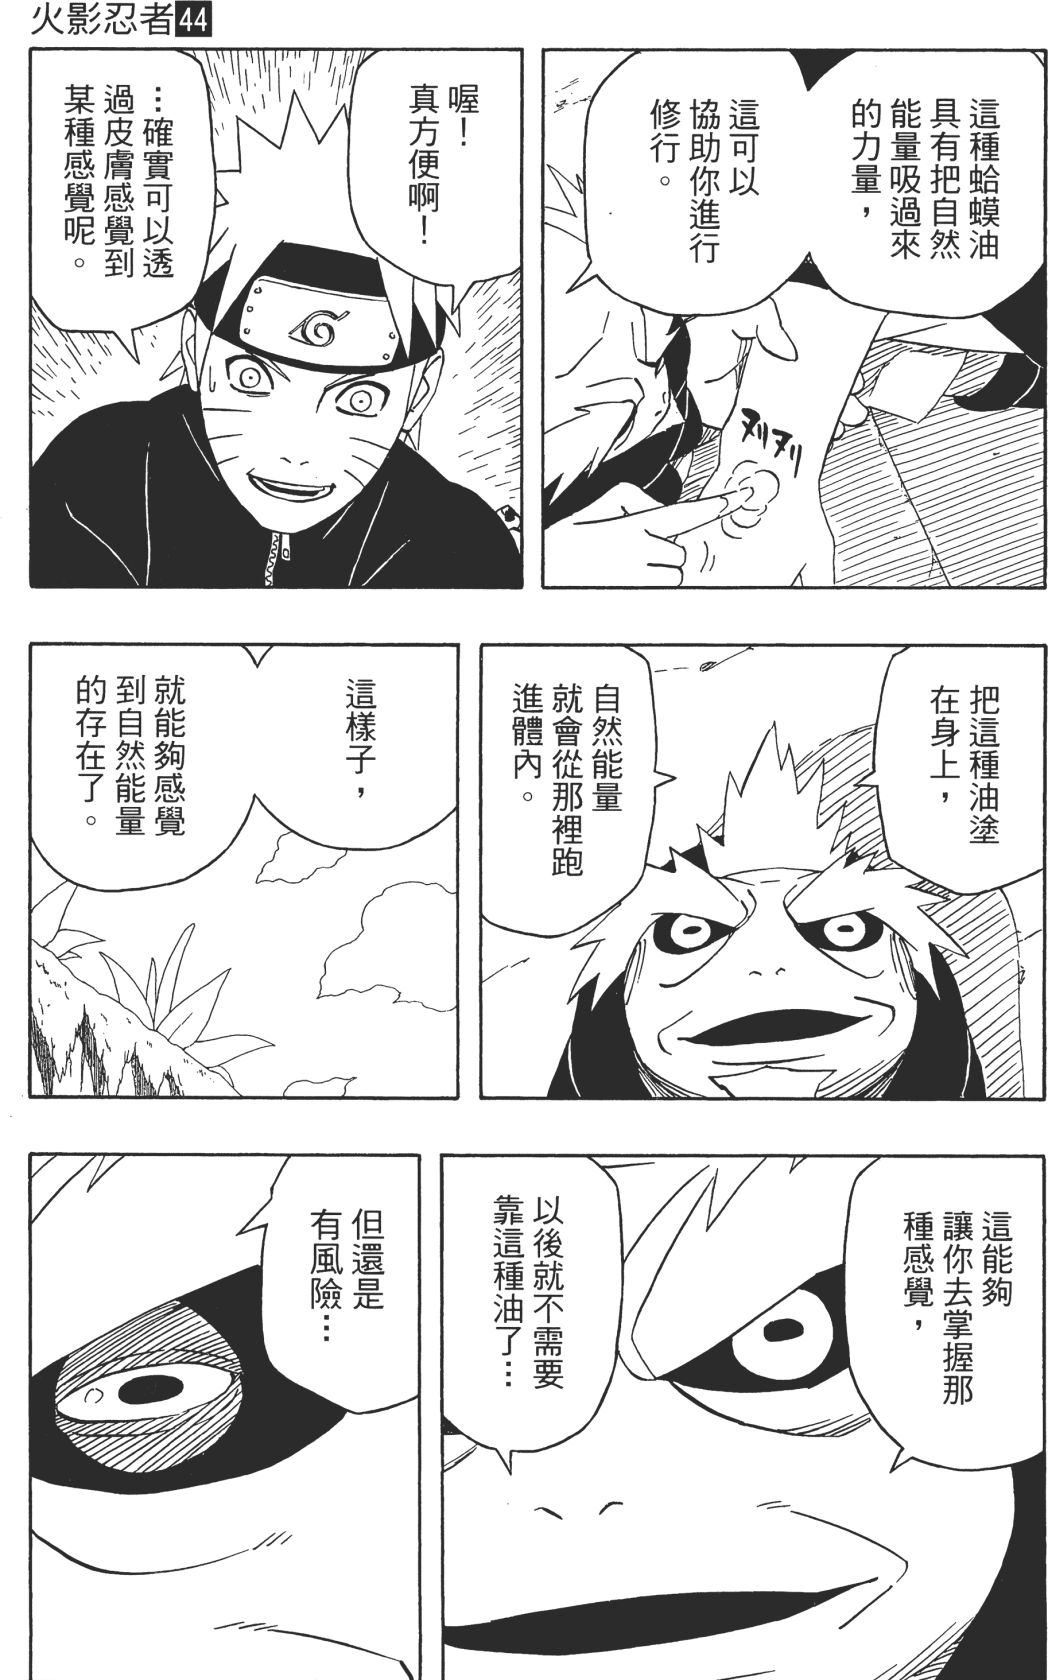 火影忍者44
這種蛤蟆油
具有把自然
能量吸過來
的力量，
這可以
協助你進行
修行。
ヌリヌリ
喔！
真方便啊！
…確實可以透
過皮膚感覺到
某種感覺呢。
把這種油塗
在身上，
自然能量
就會從那裡跑
進體內。
這樣子，
就能夠感覺
到自然能量
的存在了。
這能夠
讓你去掌握那
種感覺，
以後就不需要
靠這種油了…
但還是
有風險…